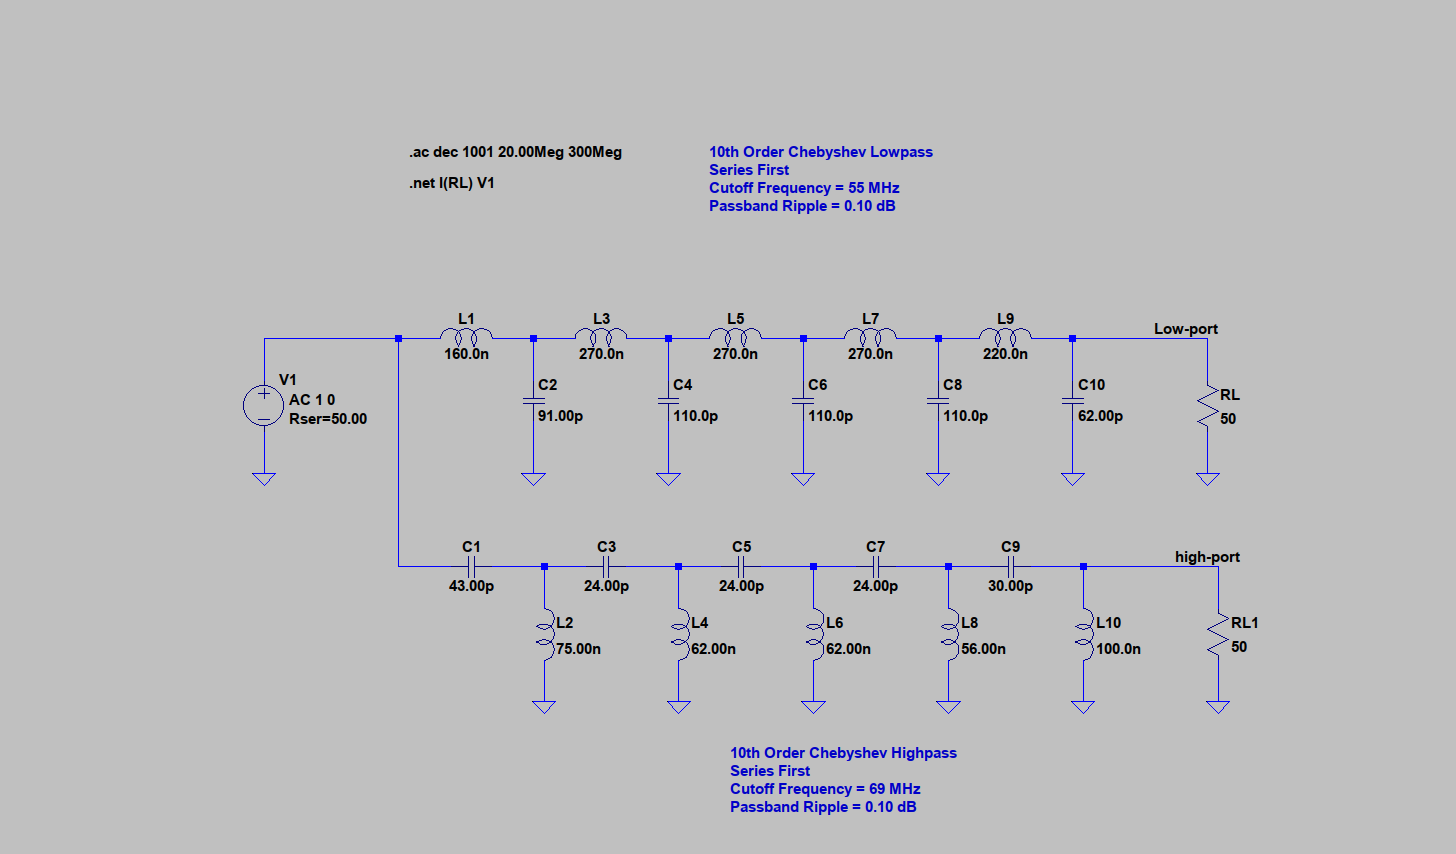 .ac dec 1001 20.00Meg 300Meg
.net I(RL) V1
10th Order Chebyshev Lowpass
Series First
Cutoff Frequency = 55 MHz
Passband Ripple = 0.10 dB
L1
160.0n
L3
270.0n
L5
270.0n
L7
270.0n
L9
220.0n
Low-port
V1
AC 1 0
Rser=50.00
C2
91.00p
C4
110.0p
C6
110.0p
C8
110.0p
C10
62.00p
RL
50
C1
43.00p
C3
24.00p
C5
24.00p
C7
24.00p
C9
30.00p
high-port
L2
75.00n
L4
62.00n
L6
62.00n
L8
56.00n
L10
100.0n
RL1
50
10th Order Chebyshev Highpass
Series First
Cutoff Frequency = 69 MHz
Passband Ripple = 0.10 dB